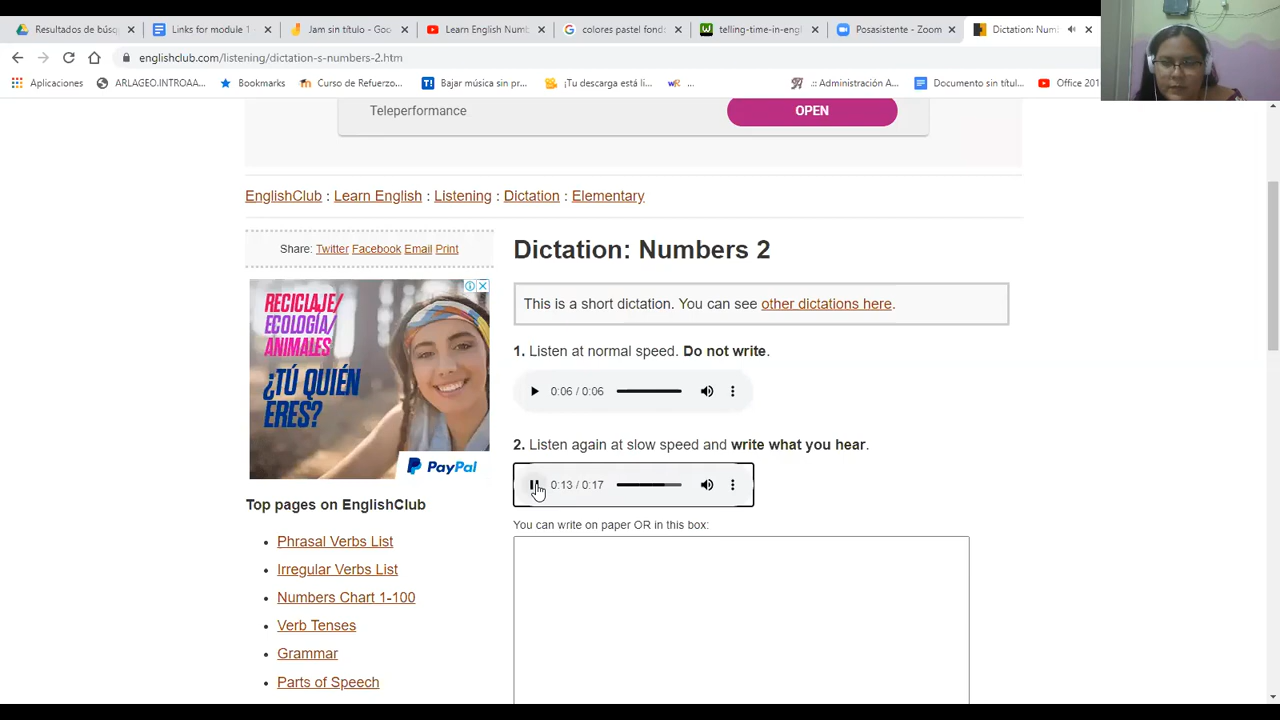 Resultados de búsq
Links for module 1
Jam sin título - Goo
Learn English Numb
colores pastel fond
telling-time-in-engl
Posasistente - Zoom
Dictation: Num
englishclub.com/listening/dictation-s-numbers-2.htm
Aplicaciones
ARLAGEO.INTROAA...
Bookmarks
Curso de Refuerzo...
Bajar música sin pr...
¡Tu descarga está li...
...
.:: Administración A...
Documento sin títul...
Office 201
Teleperformance
OPEN
EnglishClub : Learn English : Listening : Dictation : Elementary
Share: Twitter Facebook Email Print
RECICLAJE/
ECOLOGÍA/
ANIMALES
¿TÚ QUIÉN
ERES?
PayPal
Top pages on EnglishClub
Phrasal Verbs List
Irregular Verbs List
Numbers Chart 1-100
Verb Tenses
Grammar
Parts of Speech
Dictation: Numbers 2
This is a short dictation. You can see other dictations here.
1. Listen at normal speed. Do not write.
0:06 / 0:06
2. Listen again at slow speed and write what you hear.
0:13 / 0:17
You can write on paper OR in this box: